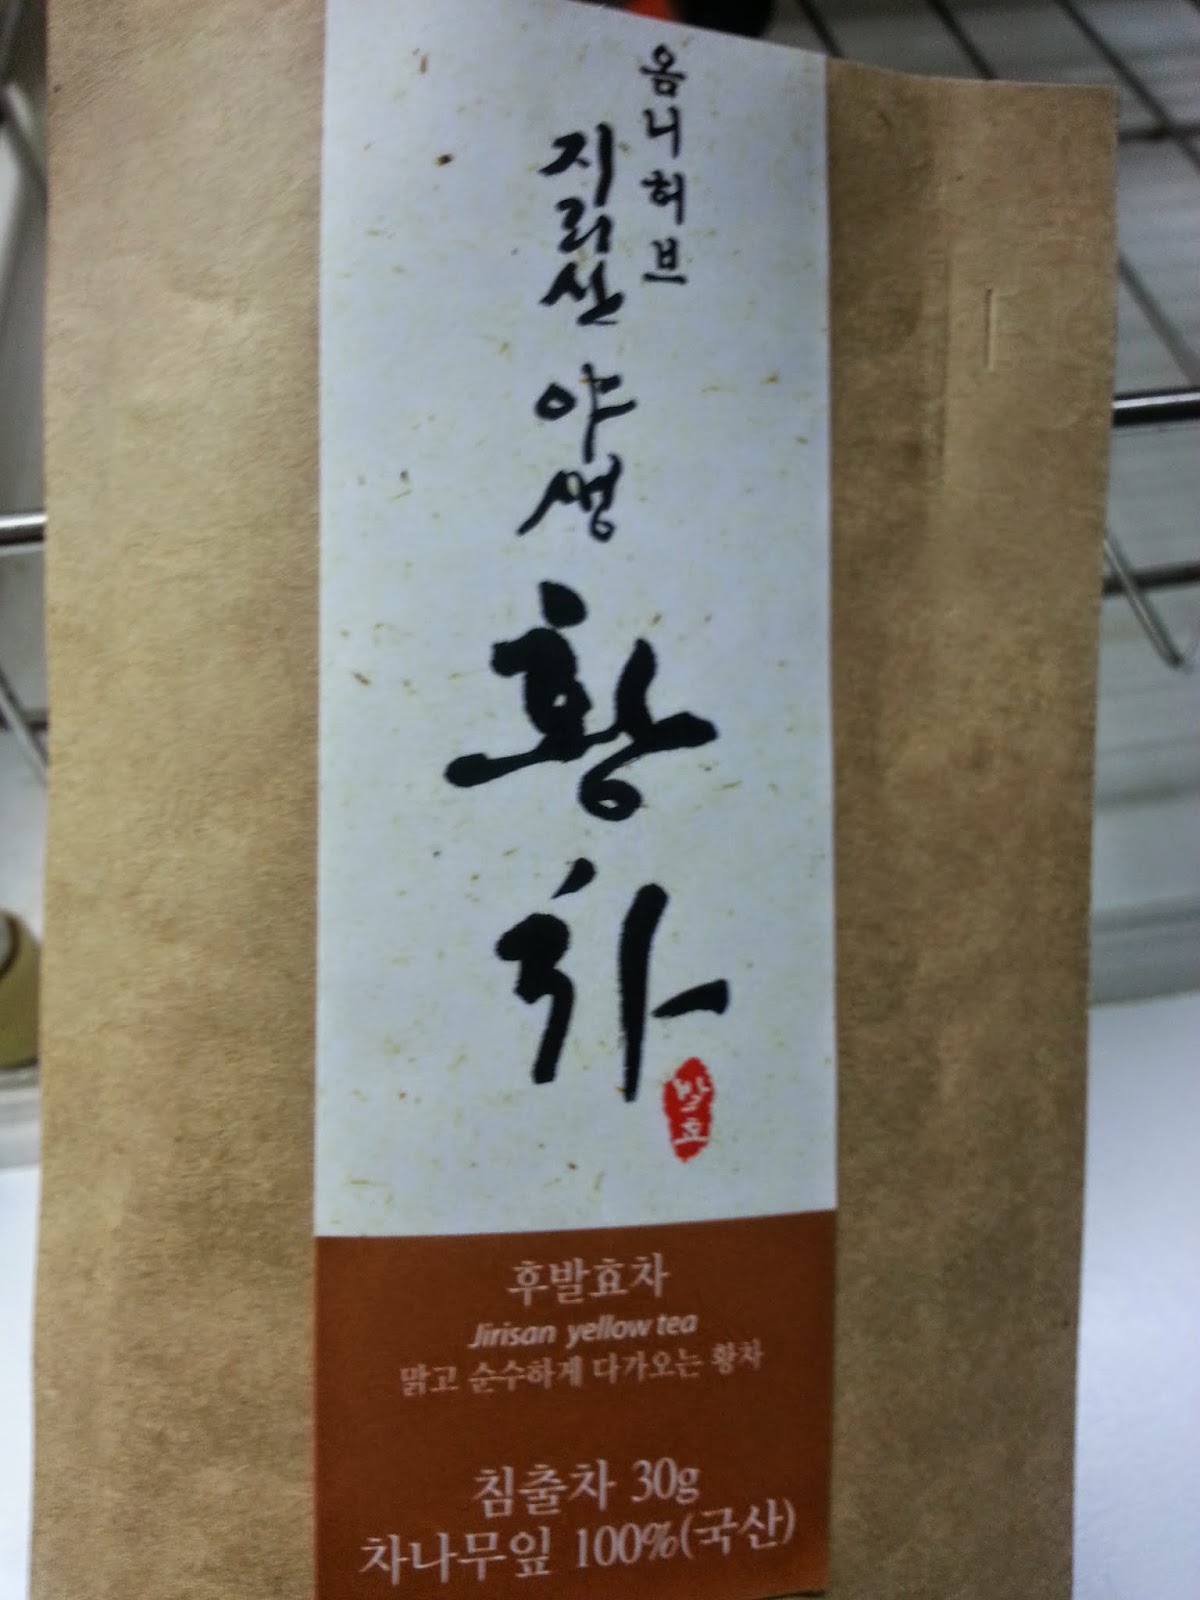 옴니허브
지리산 야생
황차
발효
후발효차
Jirisan yellow tea
맑고 순수하게 다가오는 황차
침출차 30g
차나무잎 100%(국산)